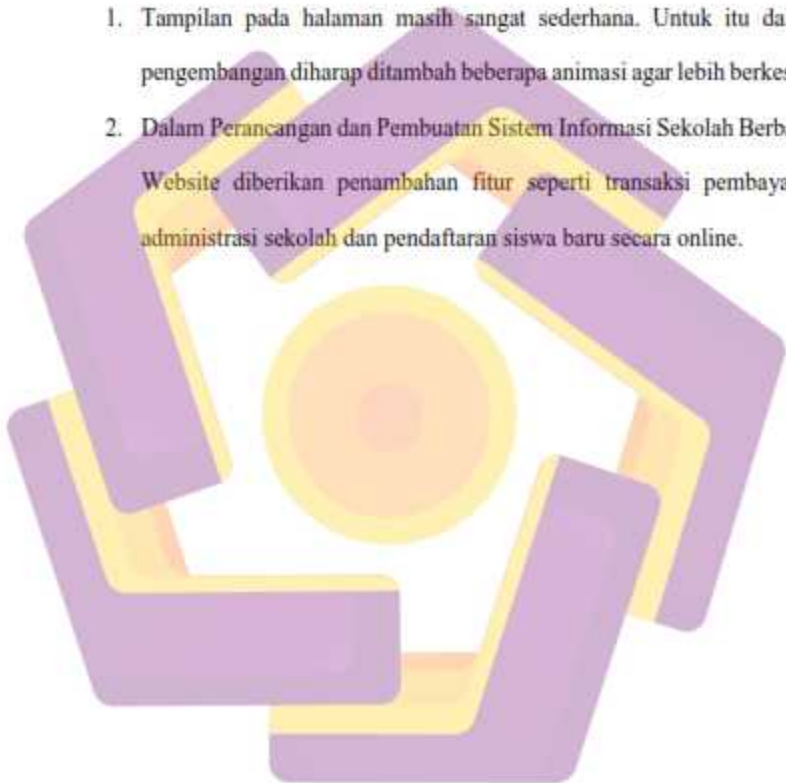 1. Tampilan pada halaman masih sangat sederhana. Untuk itu da
pengembangan diharap ditambah beberapa animasi agar lebih berkes
2. Dalam Perancangan dan Pembuatan Sistem Informasi Sekolah Berb
Website diberikan penambahan fitur seperti transaksi pembaya
administrasi sekolah dan pendaftaran siswa baru secara online.